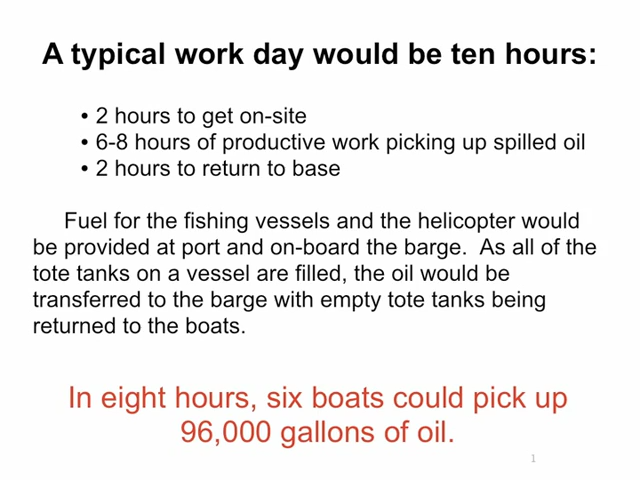 A typical work day would be ten hours:
• 2 hours to get on-site
• 6-8 hours of productive work picking up spilled oil
• 2 hours to return to base
Fuel for the fishing vessels and the helicopter would
be provided at port and on-board the barge.  As all of the
tote tanks on a vessel are filled, the oil would be
transferred to the barge with empty tote tanks being
returned to the boats.
In eight hours, six boats could pick up
96,000 gallons of oil.
1